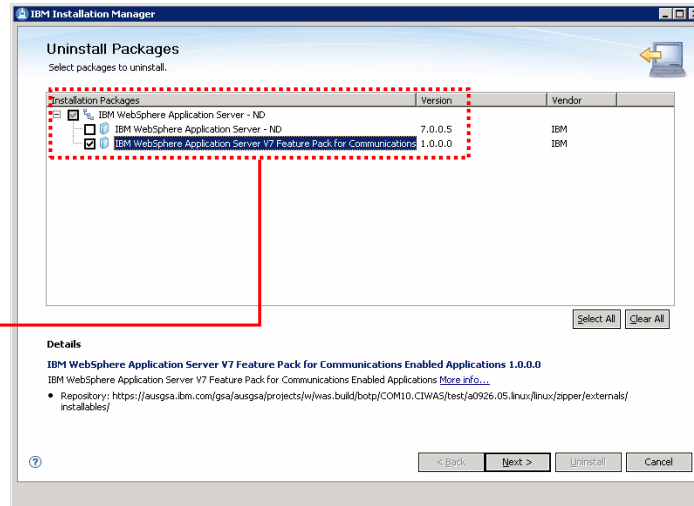 IBM Installation Manager
Uninstall Packages
Select packages to uninstall.
Installation Packages Version Vendor
IBM WebSphere Application Server - ND
IBM WebSphere Application Server - ND 7.0.0.5 IBM
IBM WebSphere Application Server V7 Feature Pack for Communications 1.0.0.0 IBM
Select All Clear All
Details
IBM WebSphere Application Server V7 Feature Pack for Communications Enabled Applications 1.0.0.0
IBM WebSphere Application Server V7 Feature Pack for Communications Enabled Applications More info...
• Repository: https://ausgsa.ibm.com/gsa/ausgsa/projects/w/was.build/botp/COM10.CIWAS/test/a0926.05.linux/linux/zipper/externals/
installables/
? < Back Next > Uninstall Cancel